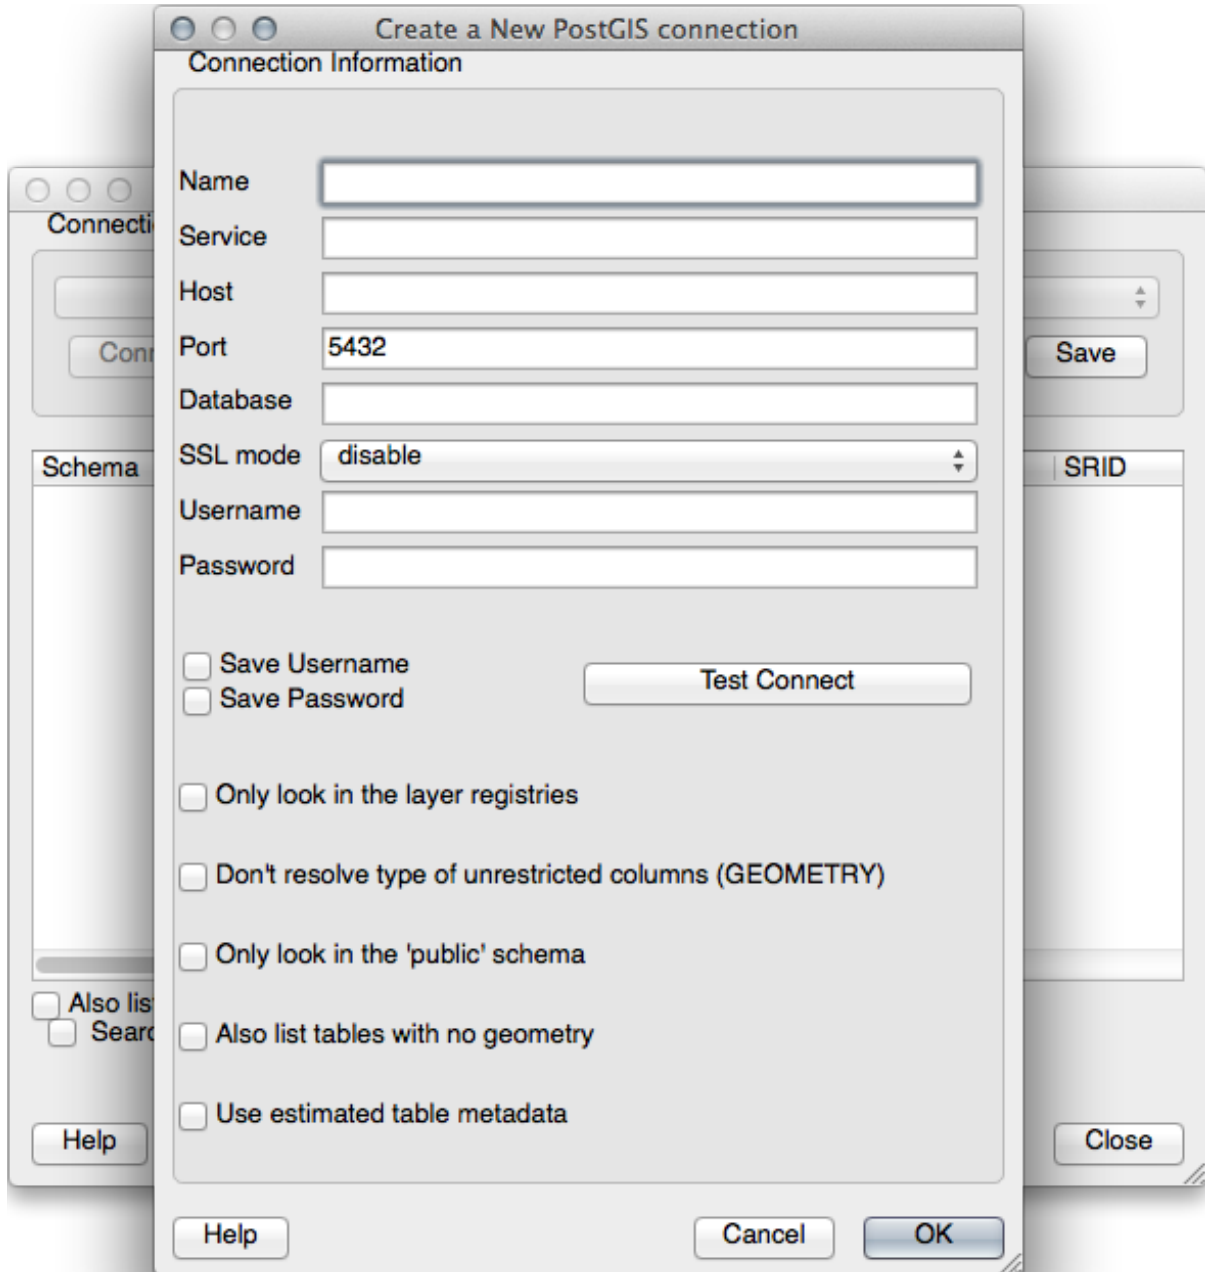 Create a New PostGIS connection
Connection Information
Name
Service
Host
Port 5432
Database
SSL mode disable
Username
Password
Save Username
Test Connect
Save Password
Only look in the layer registries
Don't resolve type of unrestricted columns (GEOMETRY)
Only look in the 'public' schema
Also list tables with no geometry
Use estimated table metadata
Help Cancel OK
Save
Schema SRID
Also
Help Close